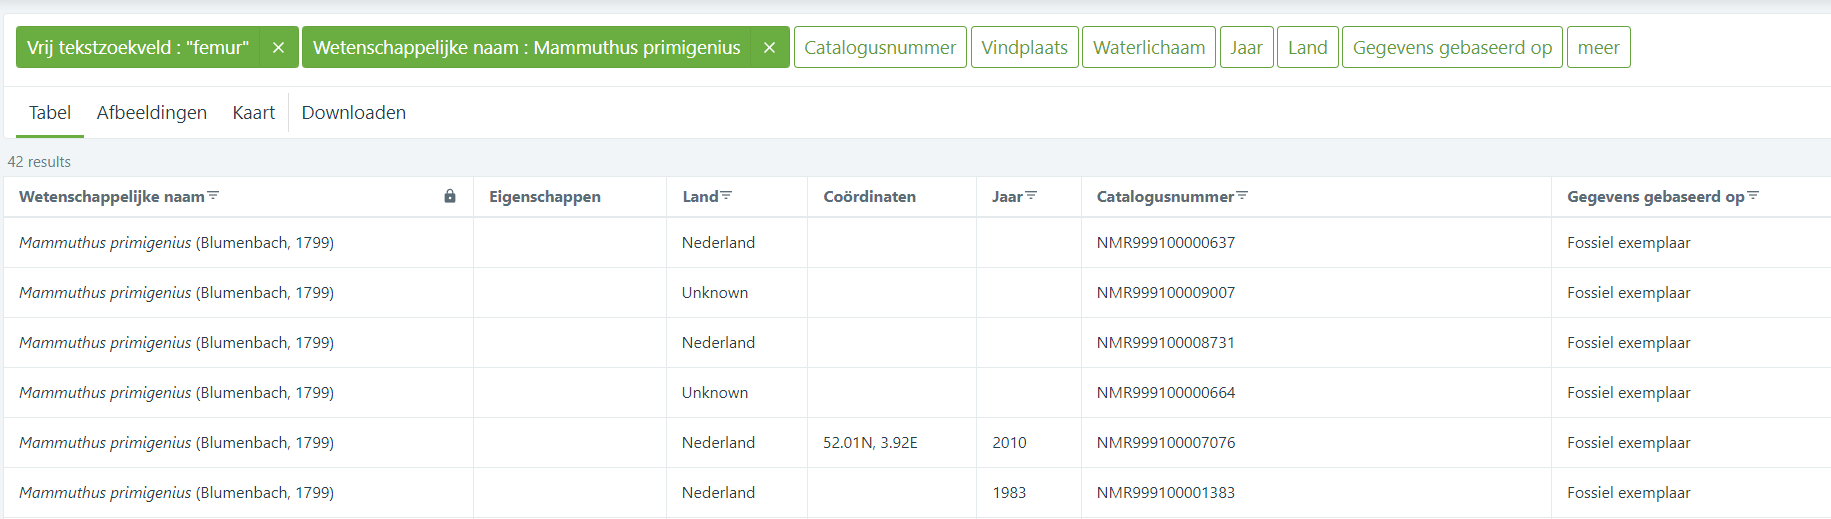 Vrij tekstzoekveld : "femur" × Wetenschappelijke naam : Mammuthus primigenius × Catalogusnummer Vindplaats Waterlichaam Jaar Land Gegevens gebaseerd op meer
Tabel Afbeeldingen Kaart Downloaden
42 results
Wetenschappelijke naam Eigenschappen Land Coördinaten Jaar Catalogusnummer Gegevens gebaseerd op
Mammuthus primigenius (Blumenbach, 1799) Nederland NMR999100000637 Fossiel exemplaar
Mammuthus primigenius (Blumenbach, 1799) Unknown NMR999100009007 Fossiel exemplaar
Mammuthus primigenius (Blumenbach, 1799) Nederland NMR999100008731 Fossiel exemplaar
Mammuthus primigenius (Blumenbach, 1799) Unknown NMR999100000664 Fossiel exemplaar
Mammuthus primigenius (Blumenbach, 1799) Nederland 52.01N, 3.92E 2010 NMR999100007076 Fossiel exemplaar
Mammuthus primigenius (Blumenbach, 1799) Nederland 1983 NMR999100001383 Fossiel exemplaar